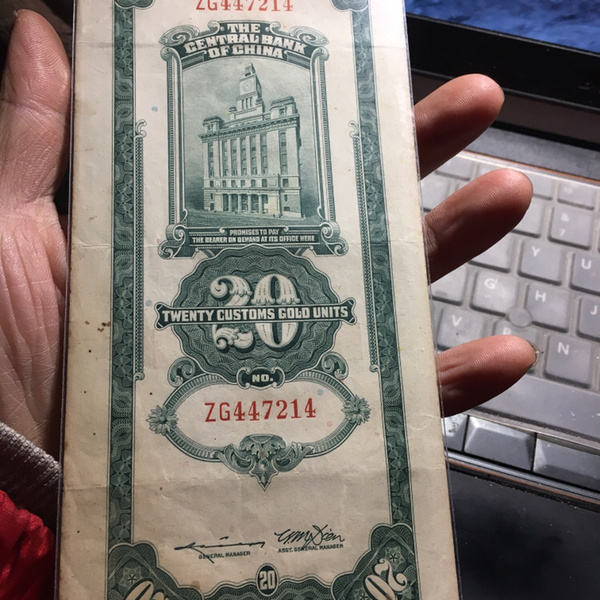 ZG447214
THE
CENTRAL BANK
OF CHINA
PROMISES TO PAY
THE BEARER ON DEMAND AT ITS OFFICE HERE
20
TWENTY CUSTOMS GOLD UNITS
NO.
ZG447214
GENERAL MANAGER
ASST. GENERAL MANAGER
20
20
Y
U
G
H
J
V
B
N